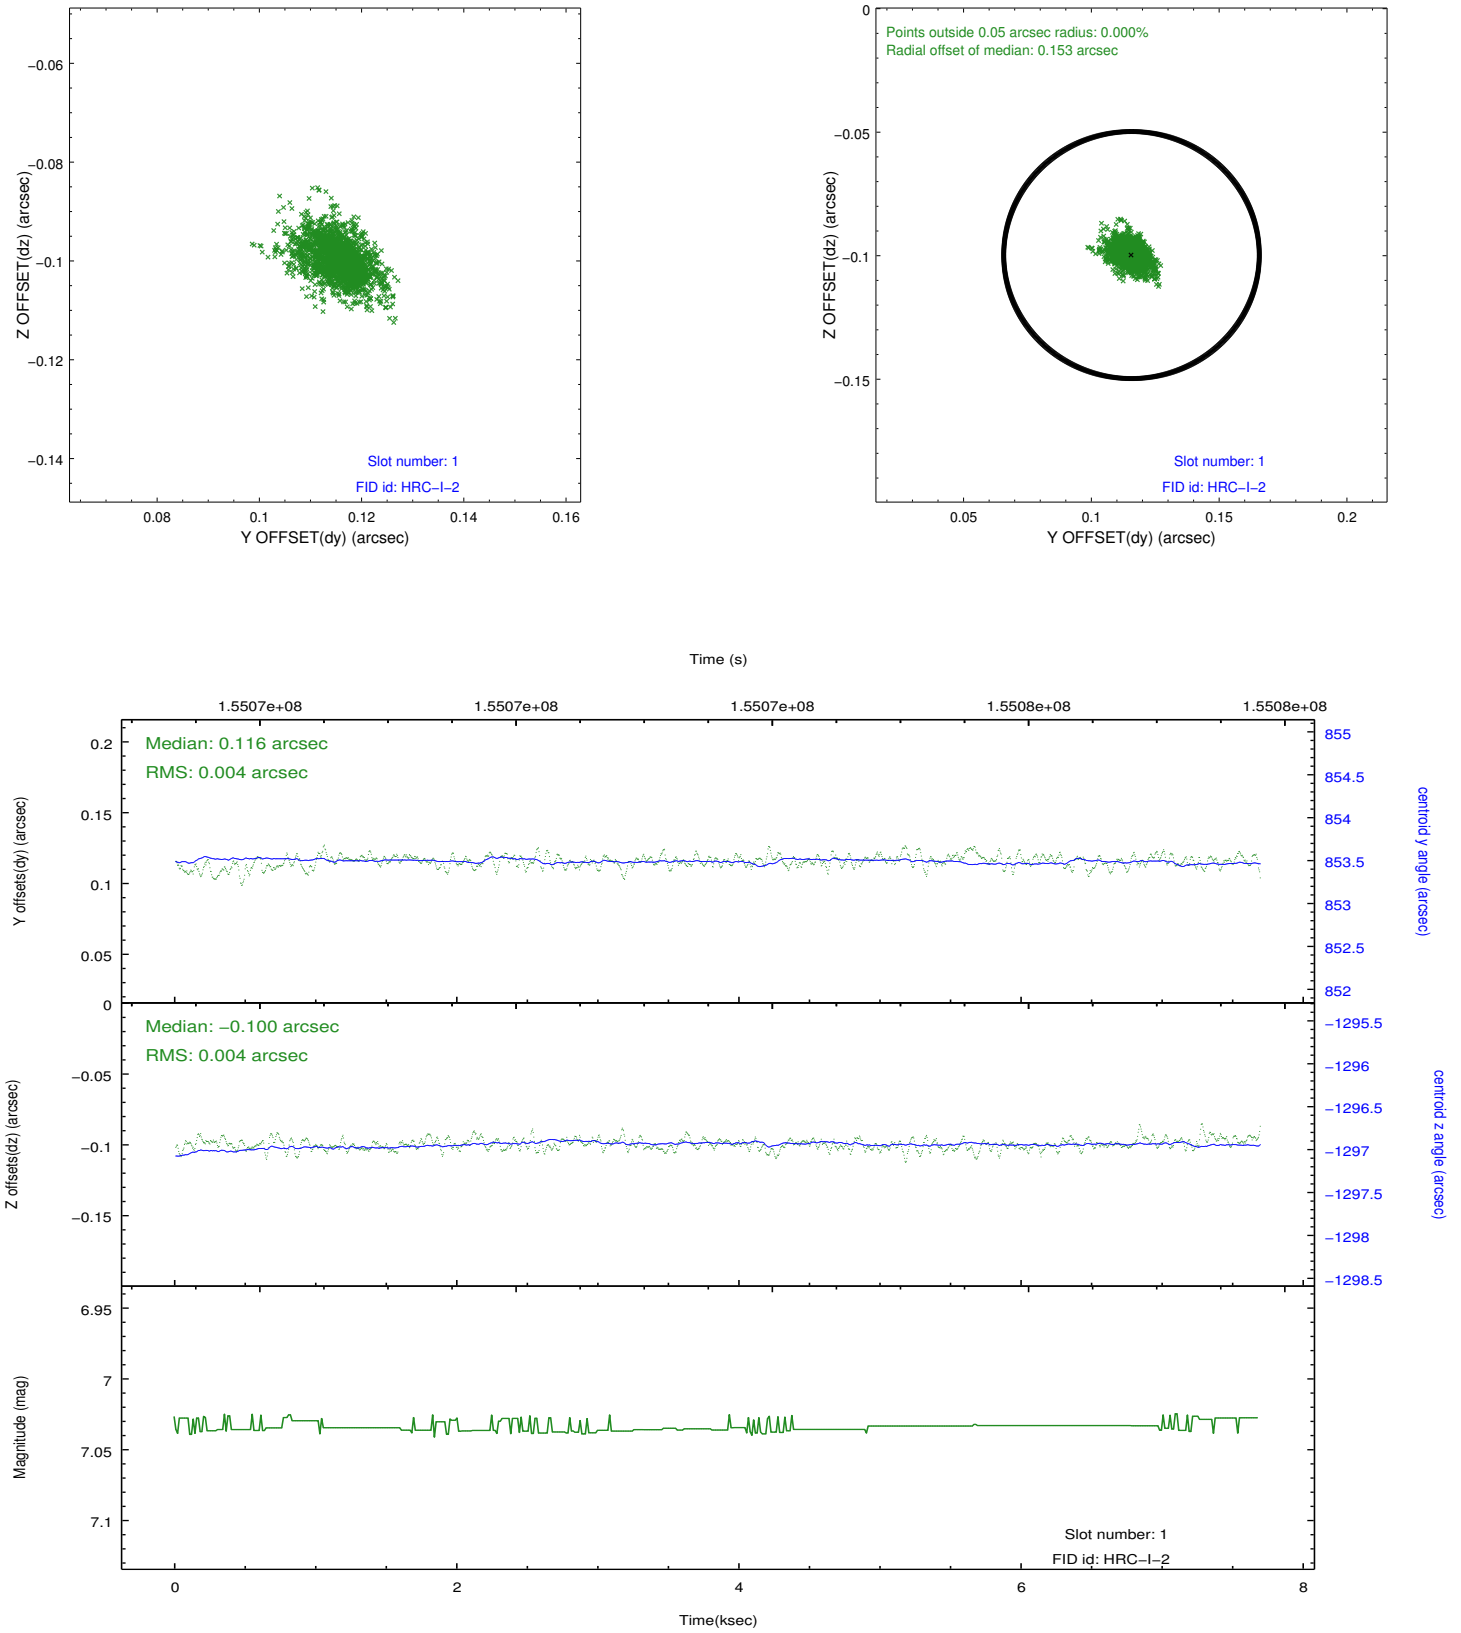 −0.06
−0.08
−0.1
−0.12
−0.14
Z OFFSET(dz) (arcsec)
Slot number: 1
FID id: HRC−I−2
0.08
0.1
0.12
0.14
0.16
Y OFFSET(dy) (arcsec)
0
−0.05
−0.1
−0.15
Z OFFSET(dz) (arcsec)
Points outside 0.05 arcsec radius: 0.000%
Radial offset of median: 0.153 arcsec
Slot number: 1
FID id: HRC−I−2
0.05
0.1
0.15
0.2
Y OFFSET(dy) (arcsec)
Time (s)
1.5507e+08
1.5507e+08
1.5507e+08
1.5508e+08
1.5508e+08
Median: 0.116 arcsec
RMS: 0.004 arcsec
0.2
0.15
0.1
0.05
0
Y offsets(dy) (arcsec)
855
854.5
854
853.5
853
852.5
852
centroid y angle (arcsec)
Median: −0.100 arcsec
RMS: 0.004 arcsec
−0.05
−0.1
−0.15
Z offsets(dz) (arcsec)
−1295.5
−1296
−1296.5
−1297
−1297.5
−1298
−1298.5
centroid z angle (arcsec)
6.95
7
7.05
7.1
Magnitude (mag)
Slot number: 1
FID id: HRC−I−2
0
2
4
6
8
Time(ksec)